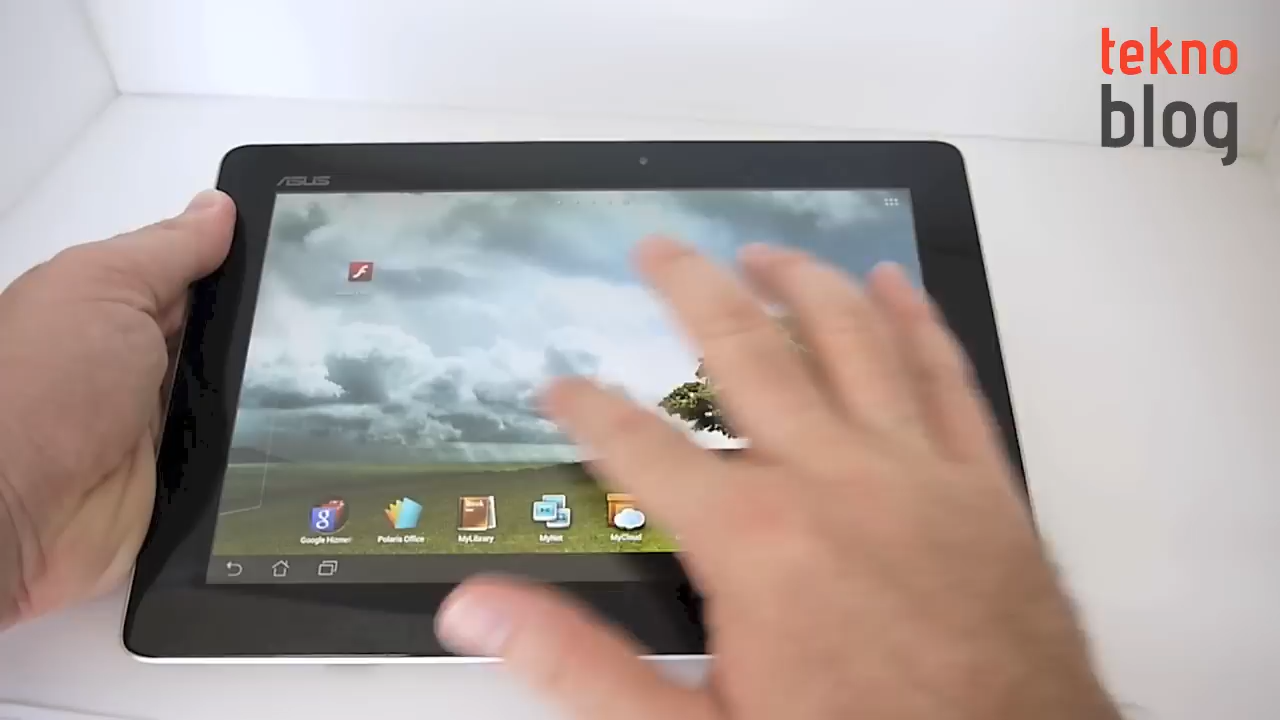 tekno
blog
ASUS
Google Hizmet
Polaris Office
MyLibrary
MyNet
MyCloud